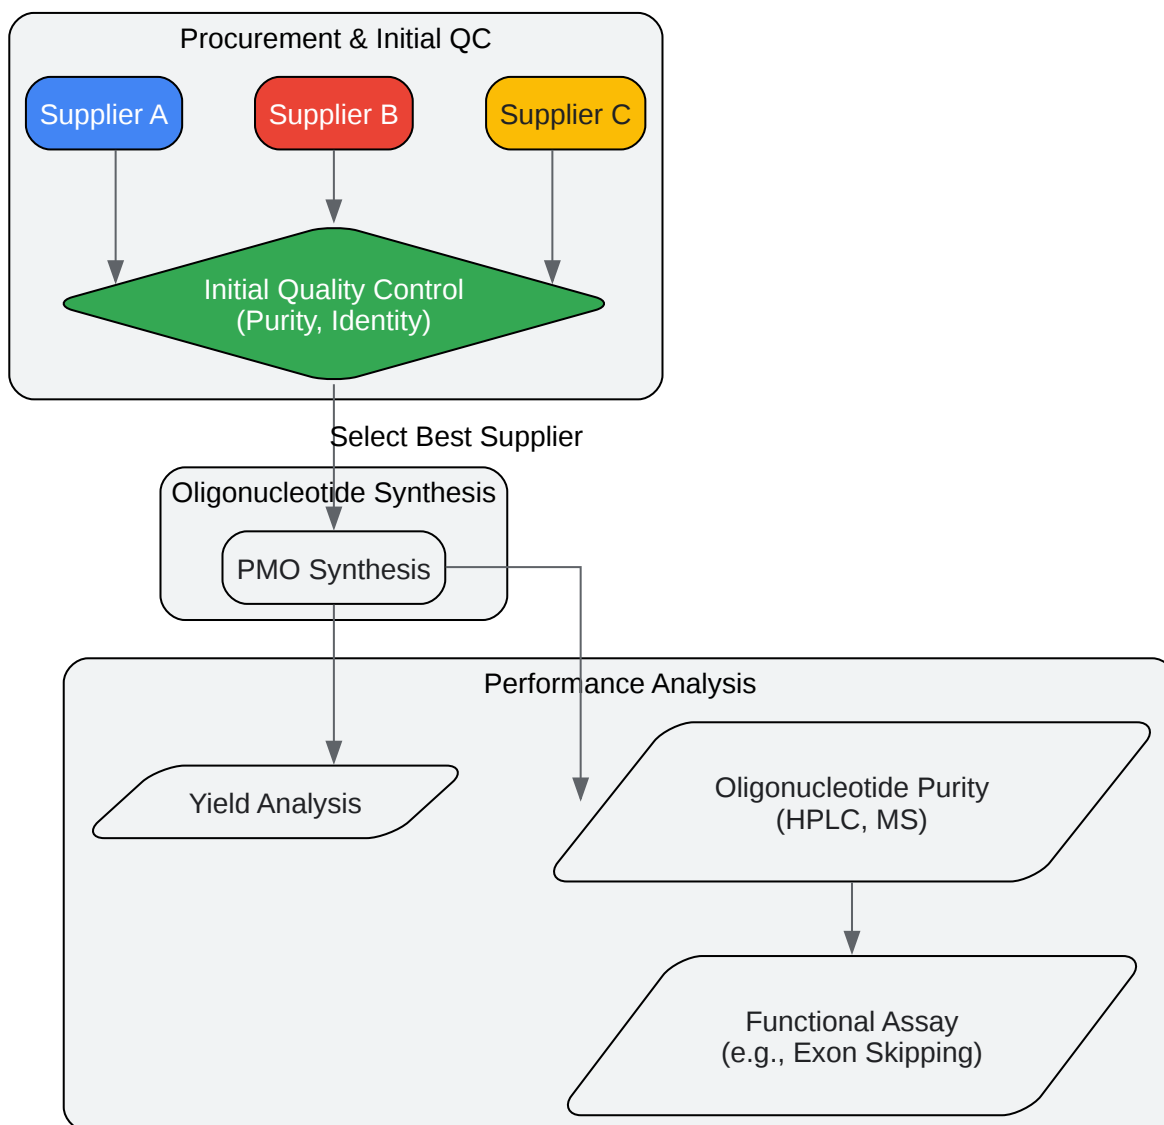 Procurement & Initial QC
Supplier A
Supplier B
Supplier C
Initial Quality Control
(Purity, Identity)
Select Best Supplier
Oligonucleotide Synthesis
PMO Synthesis
Performance Analysis
Yield Analysis
Oligonucleotide Purity
(HPLC, MS)
Functional Assay
(e.g., Exon Skipping)